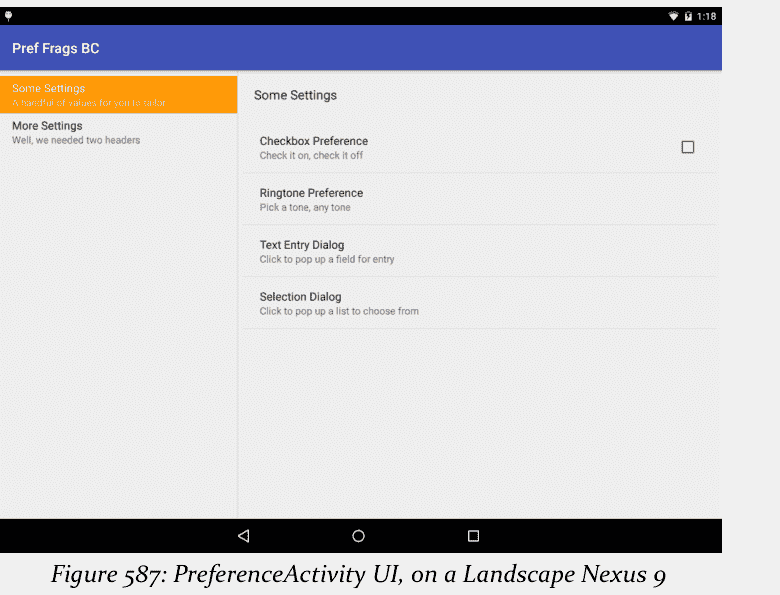 1:18
Pref Frags BC
Some Settings
A handful of values for you to tailor
More Settings
Well, we needed two headers
Some Settings
Checkbox Preference
Check it on, check it off
Ringtone Preference
Pick a tone, any tone
Text Entry Dialog
Click to pop up a field for entry
Selection Dialog
Click to pop up a list to choose from
Figure 587: PreferenceActivity UI, on a Landscape Nexus 9